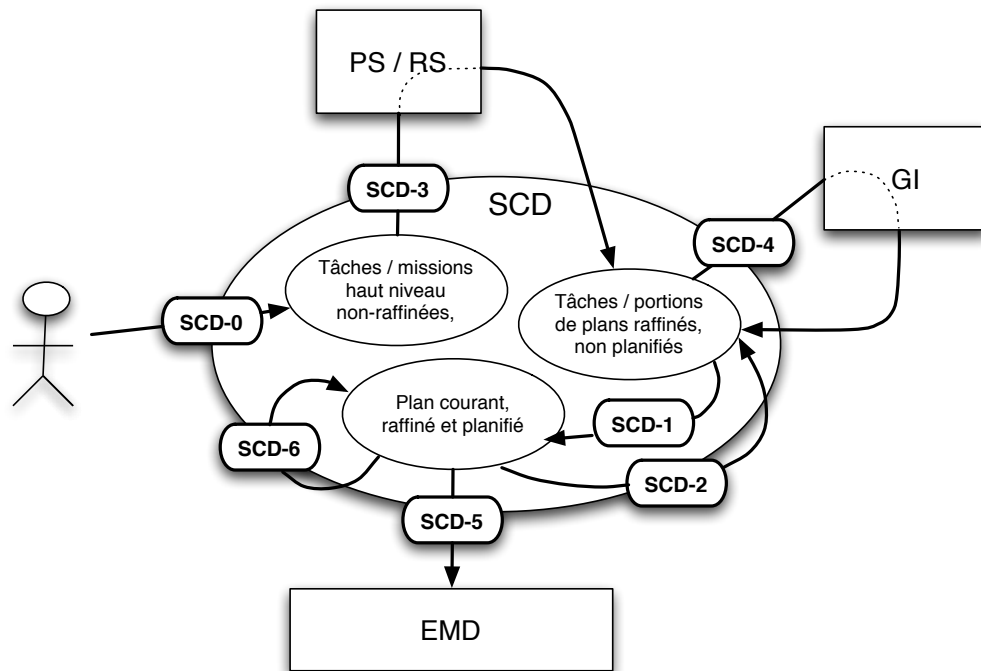 PS / RS
GI
SCD-3
SCD
SCD-4
Tâches / missions
haut niveau
non-raffinées,
Tâches / portions
de plans raffinés,
non planifiés
SCD-0
Plan courant,
raffiné et planifié
SCD-1
SCD-6
SCD-2
SCD-5
EMD